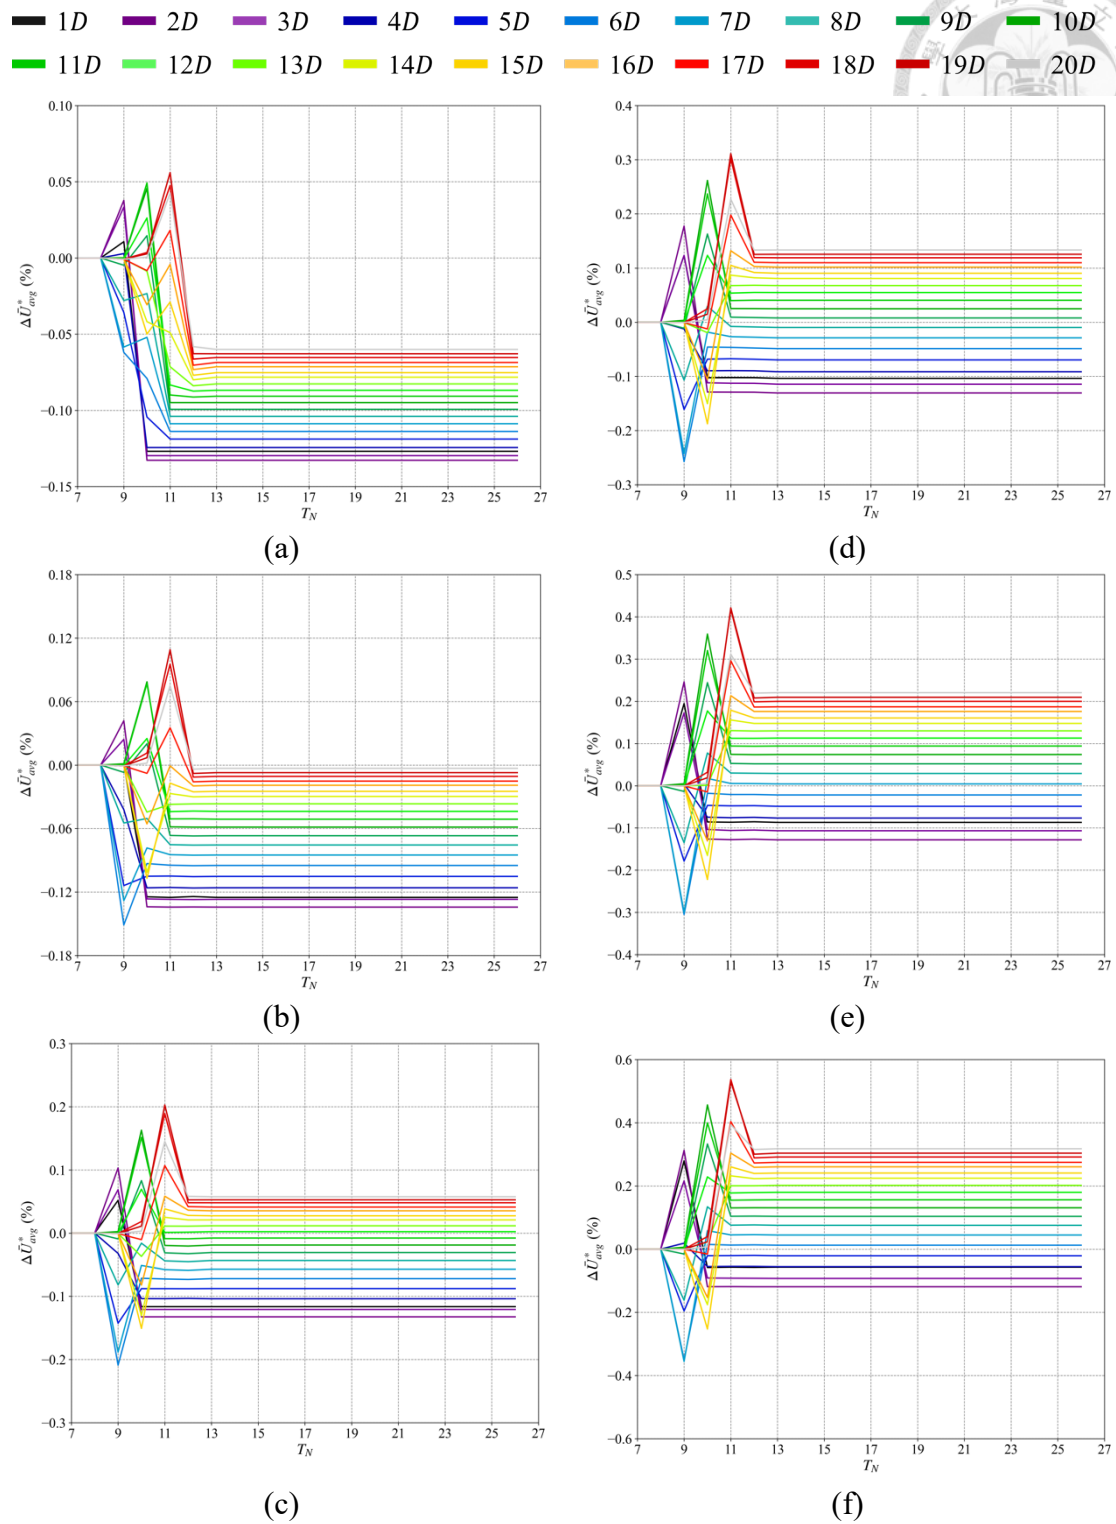 1D 2D 3D 4D 5D 6D 7D 8D 9D 10D
11D 12D 13D 14D 15D 16D 17D 18D 19D 20D
0.10
0.05
0.00
−0.05
−0.10
−0.15
ΔŪ*avg (%)
7 9 11 13 15 17 19 21 23 25 27
T_N
(a)
0.4
0.3
0.2
0.1
0.0
−0.1
−0.2
−0.3
ΔŪ*avg (%)
7 9 11 13 15 17 19 21 23 25 27
T_N
(d)
0.18
0.12
0.06
0.00
−0.06
−0.12
−0.18
ΔŪ*avg (%)
7 9 11 13 15 17 19 21 23 25 27
T_N
(b)
0.5
0.4
0.3
0.2
0.1
0.0
−0.1
−0.2
−0.3
−0.4
ΔŪ*avg (%)
7 9 11 13 15 17 19 21 23 25 27
T_N
(e)
0.3
0.2
0.1
0.0
−0.1
−0.2
−0.3
ΔŪ*avg (%)
7 9 11 13 15 17 19 21 23 25 27
T_N
(c)
0.6
0.4
0.2
0.0
−0.2
−0.4
−0.6
ΔŪ*avg (%)
7 9 11 13 15 17 19 21 23 25 27
T_N
(f)